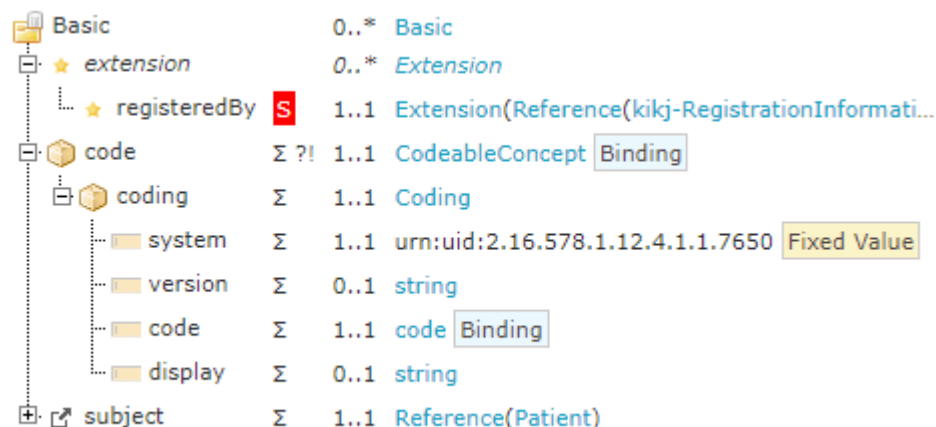 Basic 0..* Basic
extension 0..* Extension
registeredBy S 1..1 Extension(Reference(kikj-RegistrationInformati...
code Σ ?! 1..1 CodeableConcept Binding
coding Σ 1..1 Coding
system Σ 1..1 urn:uid:2.16.578.1.12.4.1.1.7650 Fixed Value
version Σ 0..1 string
code Σ 1..1 code Binding
display Σ 0..1 string
subject Σ 1..1 Reference(Patient)